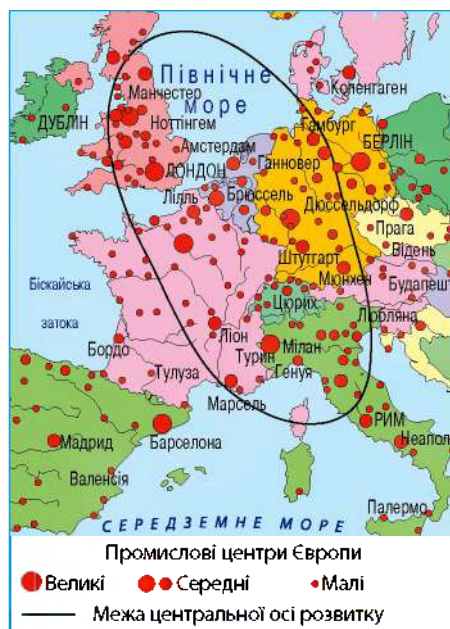 Північне
море
Манчестер
Копенгаген
ДУБЛІН
Ноттінгем
Гамбург
БЕРЛІН
Амстердам
Ганновер
ЛОНДОН
Лілль
Брюссель
Дюссельдорф
Прага
Штутгарт
Відень
Мюнхен
Будапешт
Біскайська
затока
Цюрих
Любляна
Ліон
Мілан
Бордо
Турин
Тулуза
Генуя
Марсель
РИМ
Мадрид
Барселона
Неапол
Валенсія
Палермо
СЕРЕДЗЕМНЕ МОРЕ
Промислові центри Європи
Великі Середні Малі
Межа центральної осі розвитку